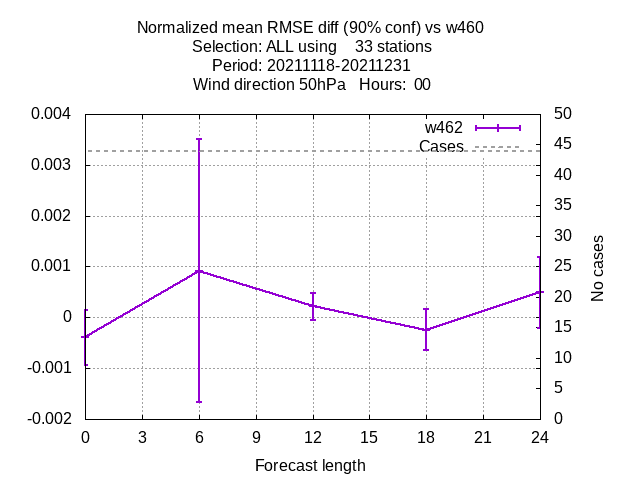 Normalized mean RMSE diff (90% conf) vs w460
Selection: ALL using    33 stations
Period: 20211118-20211231
Wind direction 50hPa   Hours:  00
0.004
0.003
0.002
0.001
0
-0.001
-0.002
50
45
40
35
30
25
20
15
10
5
0
w462
Cases
No cases
0 3 6 9 12 15 18 21 24
Forecast length